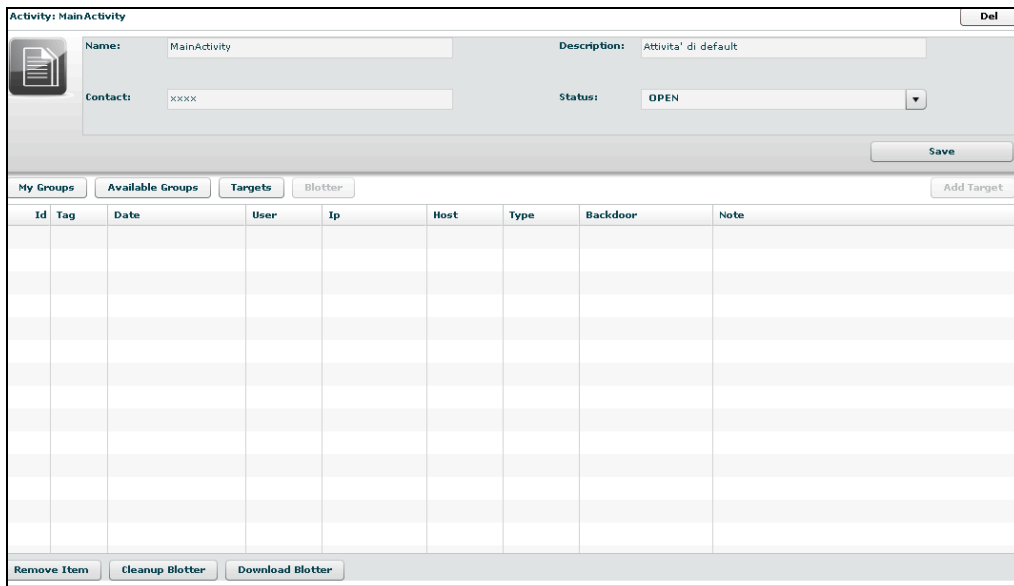 Activity: MainActivity Del
Name: MainActivity Description: Attivita' di default
Contact: xxxx Status: OPEN
Save
My Groups Available Groups Targets Blotter Add Target
Id Tag Date User Ip Host Type Backdoor Note
Remove Item Cleanup Blotter Download Blotter